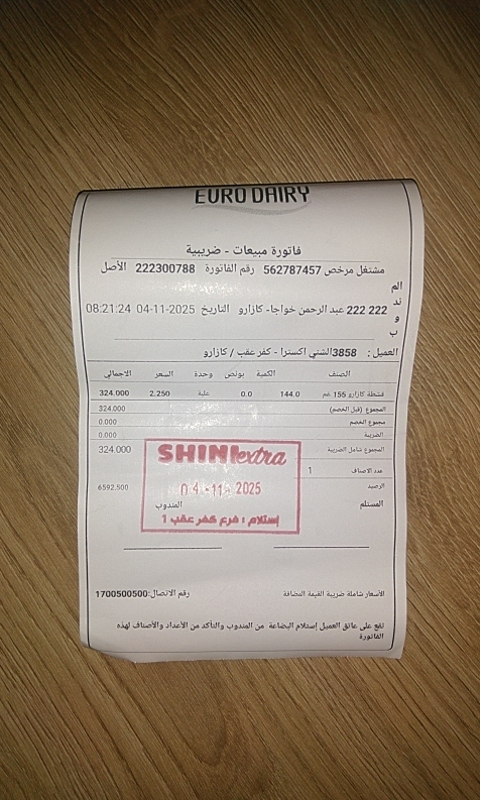 EURO DAIRY
فاتورة مبيعات - ضريبية
مشتغل مرخص 562787457 رقم الفاتورة 222300788 الأصل
المندوب 222 222 عبد الرحمن خواجا- كازارو التاريخ 04-11-2025 08:21:24
العميل : 3858الشني اكسترا - كفر عقب / كازارو
الصنف الكمية بونص وحدة السعر الاجمالي
قشطة كازارو 155 غم 144.0 0.0 علبة 2.250 324.000
المجموع (قبل الخصم) 324.000
مجموع الخصم 0.000
الضريبة 0.000
المجموع شامل الضريبة 324.000
عدد الاصناف 1
الرصيد 6592.500
المستلم المندوب
SHINI extra
04 -11- 2025
إستلام : فرع كفر عقب 1
الأسعار شاملة ضريبة القيمة المضافة رقم الاتصال:1700500500
تقع على عاتق العميل إستلام البضاعة من المندوب والتأكد من الأعداد والأصناف لهذه
الفاتورة